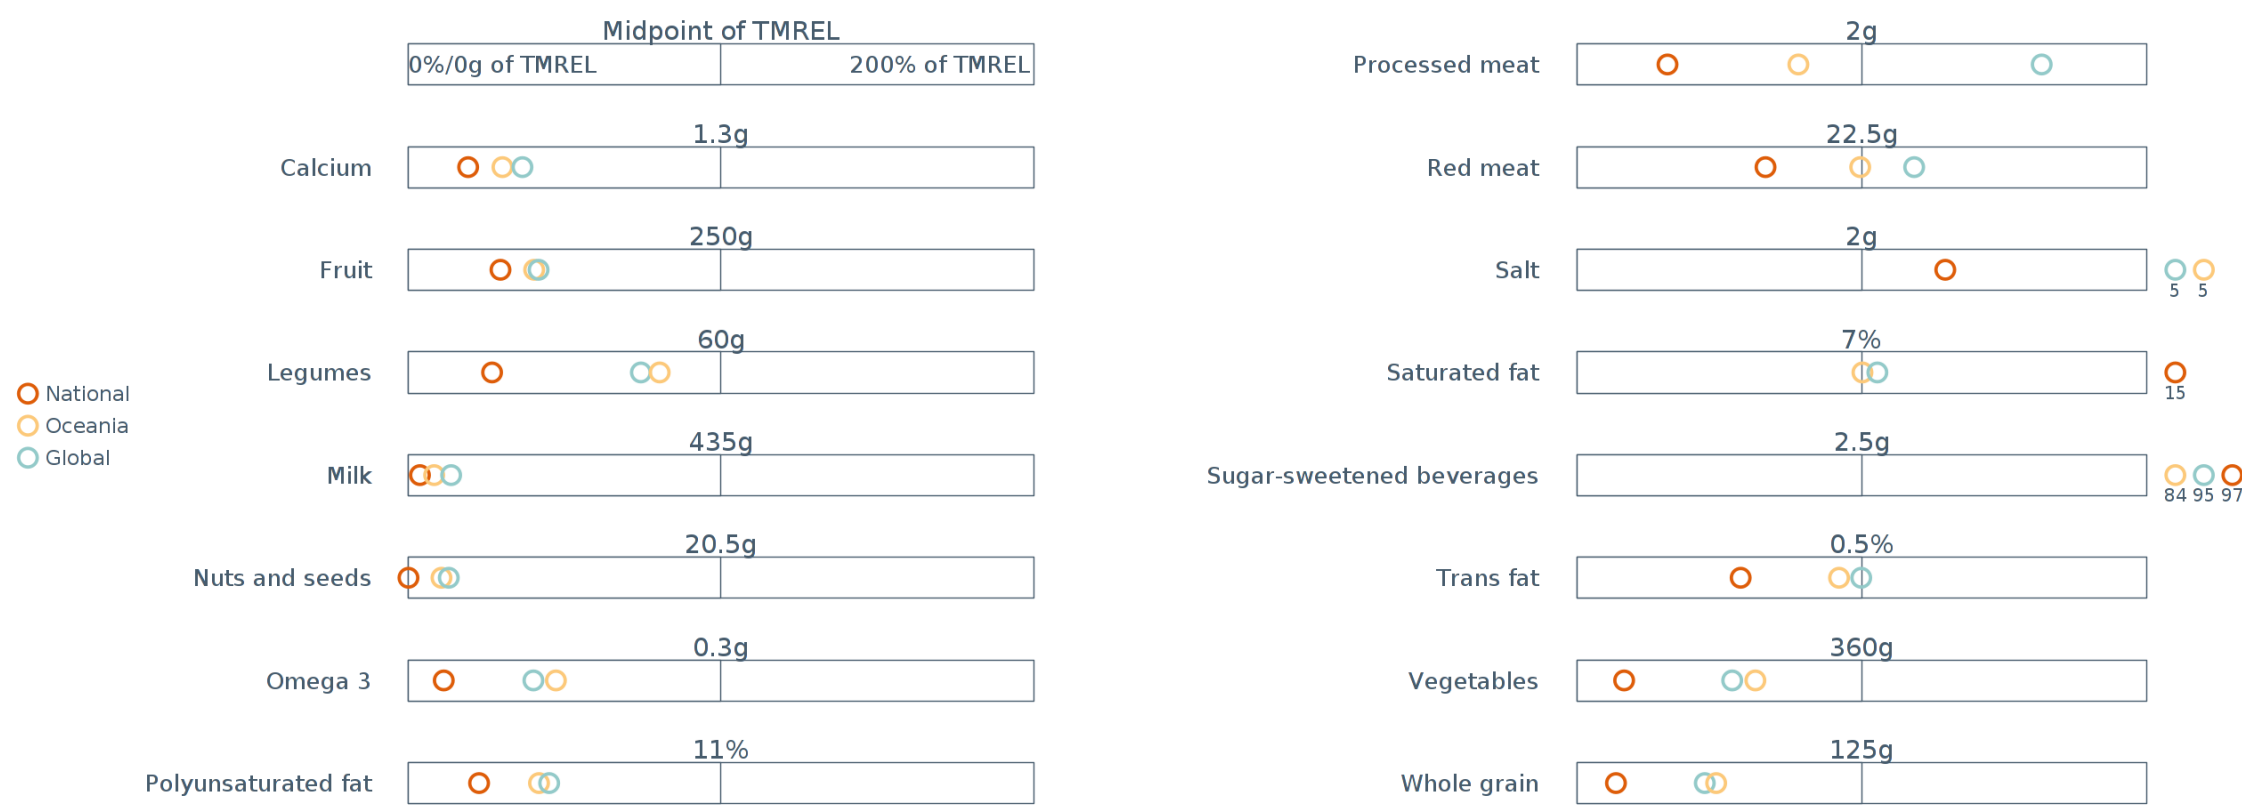 Midpoint of TMREL
0%/0g of TMREL 200% of TMREL
1.3g
Calcium
250g
Fruit
60g
Legumes
435g
Milk
20.5g
Nuts and seeds
0.3g
Omega 3
11%
Polyunsaturated fat
National
Oceania
Global
2g
Processed meat
22.5g
Red meat
2g
Salt
5 5
7%
Saturated fat
15
2.5g
Sugar-sweetened beverages
84 95 97
0.5%
Trans fat
360g
Vegetables
125g
Whole grain